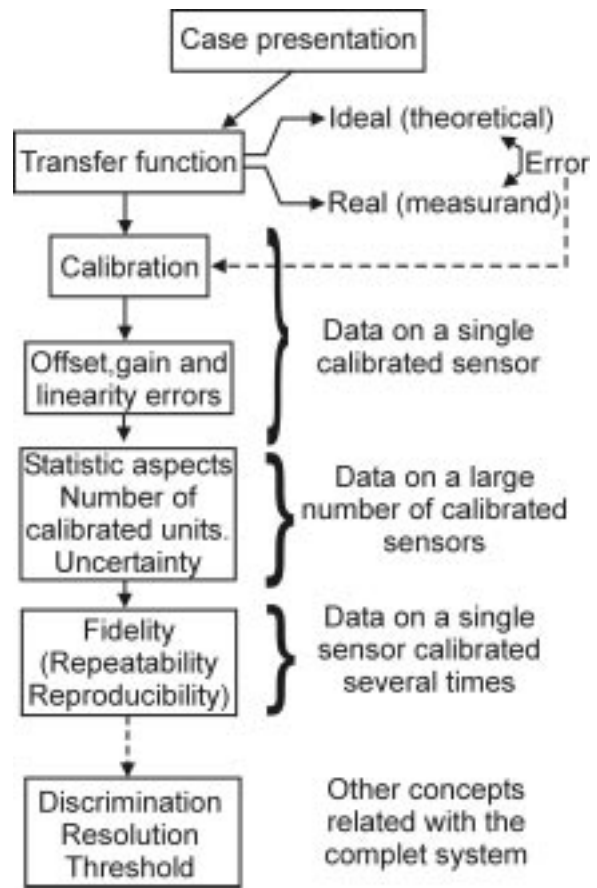 Case presentation
Ideal (theoretical)
Transfer function
Error
Real (measurand)
Calibration
Data on a single
calibrated sensor
Offset,gain and
linearity errors
Statistic aspects
Number of
calibrated units.
Uncertainty
Data on a large
number of calibrated
sensors
Fidelity
(Repeatability
Reproducibility)
Data on a single
sensor calibrated
several times
Discrimination
Resolution
Threshold
Other concepts
related with the
complet system